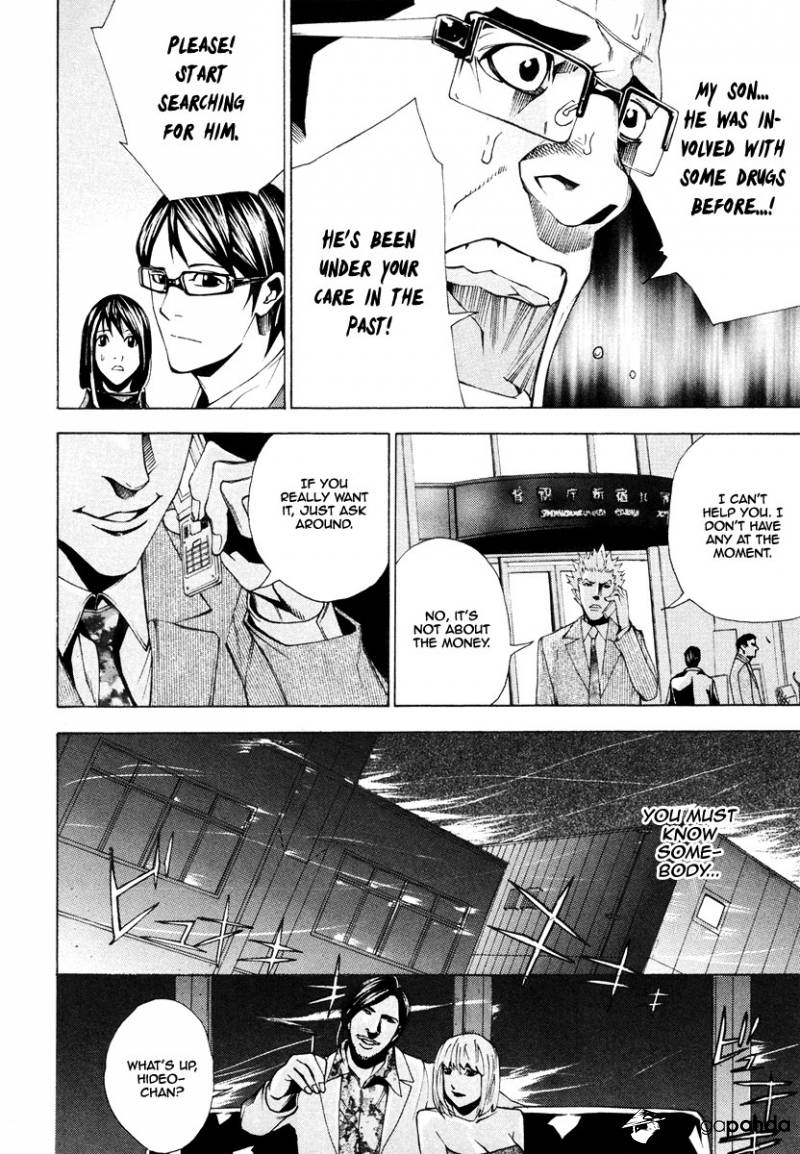 MY SON...
HE WAS IN-
VOLVED WITH
SOME DRUGS
BEFORE...!
HE'S BEEN
UNDER YOUR
CARE IN THE
PAST!
PLEASE!
START
SEARCHING
FOR HIM.
I CAN'T
HELP YOU. I
DON'T HAVE
ANY AT THE
MOMENT.
NO, IT'S
NOT ABOUT
THE MONEY.
IF YOU
REALLY WANT
IT, JUST ASK
AROUND.
YOU MUST
KNOW
SOME-
BODY...
WHAT'S UP,
HIDEO-
CHAN?